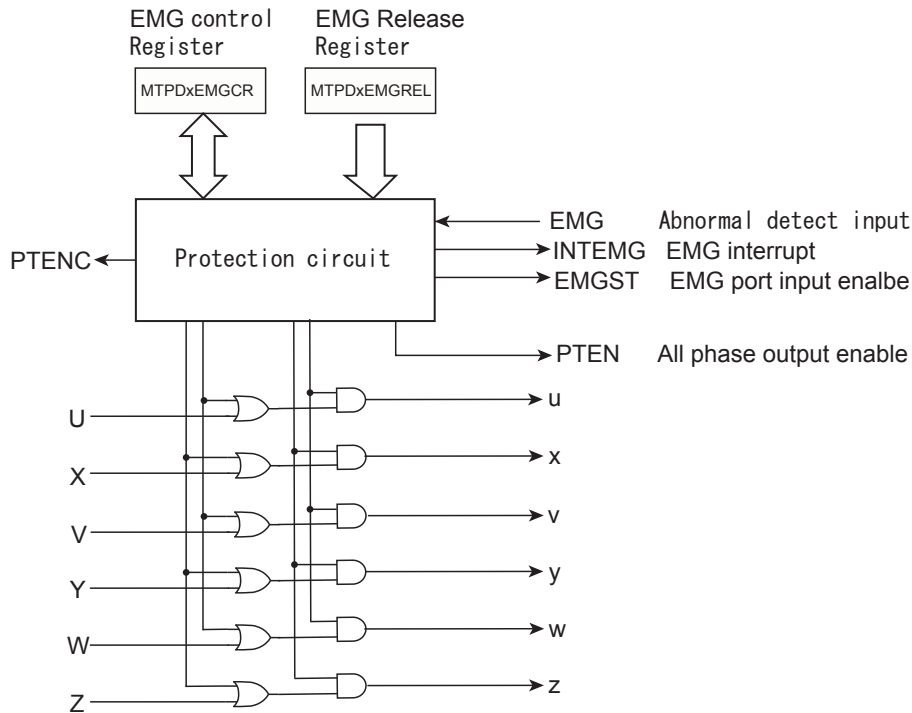 EMG control
Register
EMG Release
Register
MTPDxEMGCR
MTPDxEMGREL
EMG Abnormal detect input
INTEMG EMG interrupt
PTENC
Protection circuit
EMGST EMG port input enalbe
PTEN All phase output enable
U u
X x
V v
Y y
W w
Z z